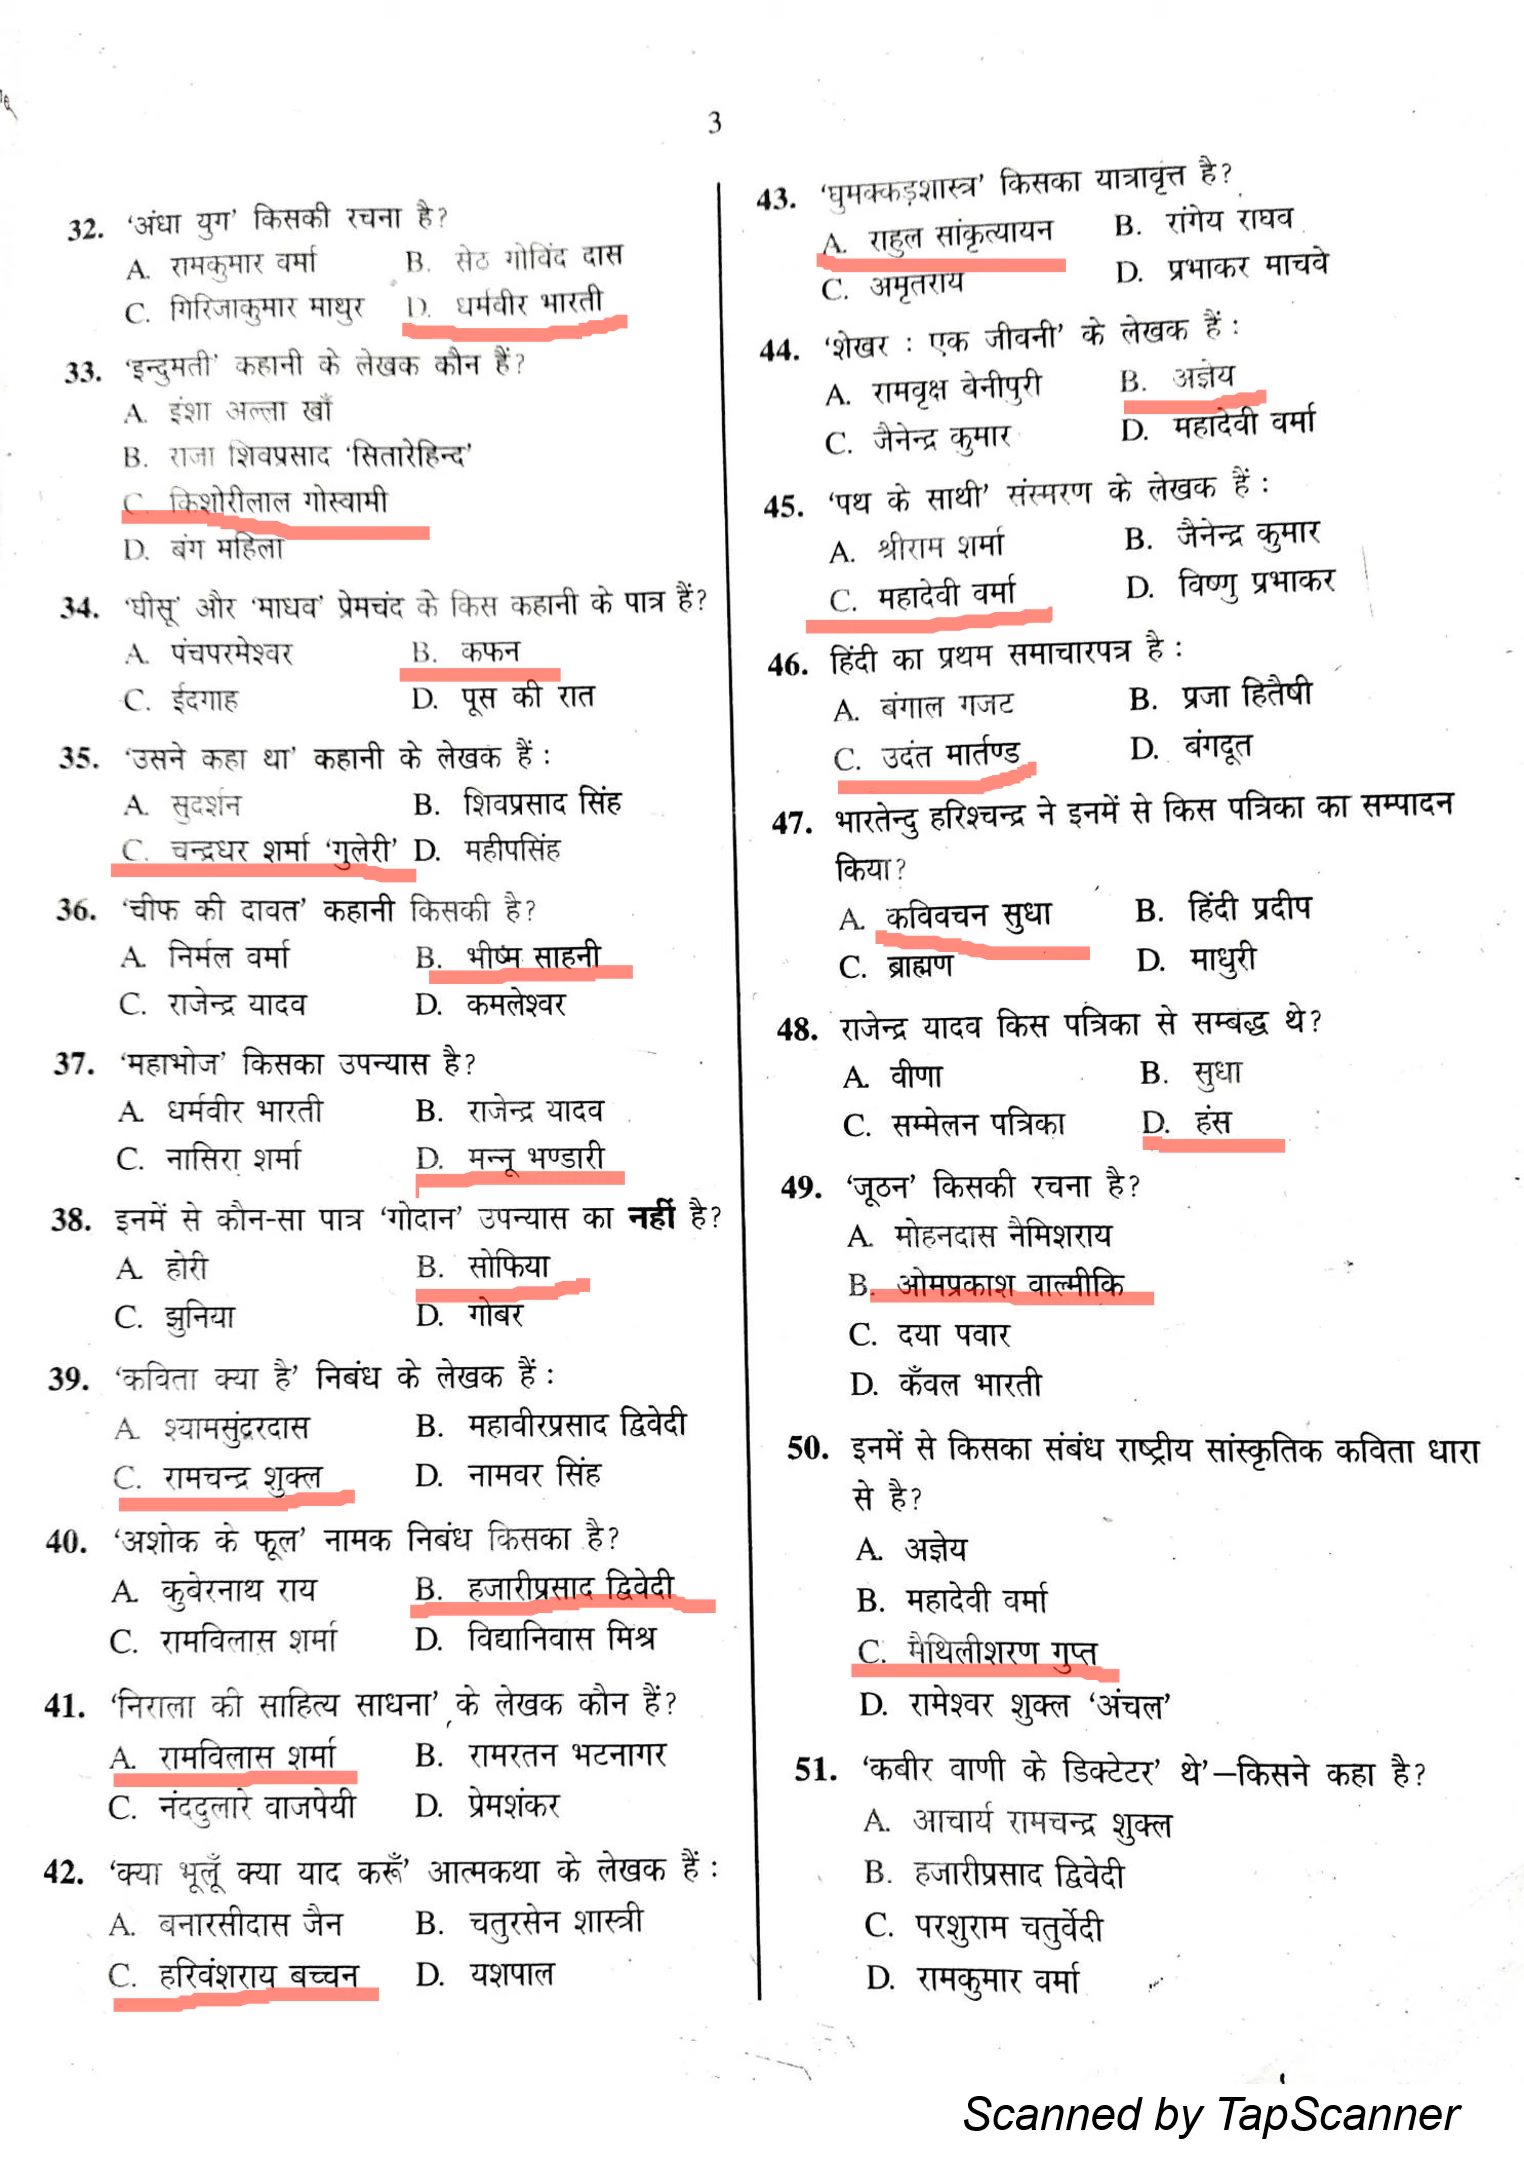 3
32. ‘अंधा युग’ किसकी रचना है?
A. रामकुमार वर्मा B. सेठ गोविंद दास
C. गिरिजाकुमार माथुर D. धर्मवीर भारती
33. ‘इन्दुमती’ कहानी के लेखक कौन हैं?
A. इंशा अल्ला खाँ
B. राजा शिवप्रसाद ‘सितारेहिन्द’
C. किशोरीलाल गोस्वामी
D. बंग महिला
34. ‘घीसू’ और ‘माधव’ प्रेमचंद के किस कहानी के पात्र हैं?
A. पंचपरमेश्वर B. कफन
C. ईदगाह D. पूस की रात
35. ‘उसने कहा था’ कहानी के लेखक हैं :
A. सुदर्शन B. शिवप्रसाद सिंह
C. चन्द्रधर शर्मा ‘गुलेरी’ D. महीपसिंह
36. ‘चीफ की दावत’ कहानी किसकी है?
A. निर्मल वर्मा B. भीष्म साहनी
C. राजेन्द्र यादव D. कमलेश्वर
37. ‘महाभोज’ किसका उपन्यास है?
A. धर्मवीर भारती B. राजेन्द्र यादव
C. नासिरा शर्मा D. मन्नू भण्डारी
38. इनमें से कौन-सा पात्र ‘गोदान’ उपन्यास का नहीं है?
A. होरी B. सोफिया
C. झुनिया D. गोबर
39. ‘कविता क्या है’ निबंध के लेखक हैं :
A. श्यामसुंद्रदास B. महावीरप्रसाद द्विवेदी
C. रामचन्द्र शुक्ल D. नामवर सिंह
40. ‘अशोक के फूल’ नामक निबंध किसका है?
A. कुबेरनाथ राय B. हजारीप्रसाद द्विवेदी
C. रामविलास शर्मा D. विद्यानिवास मिश्र
41. ‘निराला की साहित्य साधना’ के लेखक कौन हैं?
A. रामविलास शर्मा B. रामरतन भटनागर
C. नंददुलारे वाजपेयी D. प्रेमशंकर
42. ‘क्या भूलूँ क्या याद करूँ’ आत्मकथा के लेखक हैं :
A. बनारसीदास जैन B. चतुरसेन शास्त्री
C. हरिवंशराय बच्चन D. यशपाल
43. ‘घुमक्कड़शास्त्र’ किसका यात्रावृत्त है?
A. राहुल सांकृत्यायन B. रांगेय राघव
C. अमृतराय D. प्रभाकर माचवे
44. ‘शेखर : एक जीवनी’ के लेखक हैं :
A. रामवृक्ष बेनीपुरी B. अज्ञेय
C. जैनेन्द्र कुमार D. महादेवी वर्मा
45. ‘पथ के साथी’ संस्मरण के लेखक हैं :
A. श्रीराम शर्मा B. जैनेन्द्र कुमार
C. महादेवी वर्मा D. विष्णु प्रभाकर
46. हिंदी का प्रथम समाचारपत्र है :
A. बंगाल गजट B. प्रजा हितैषी
C. उदंत मार्तण्ड D. बंगदूत
47. भारतेन्दु हरिश्चन्द्र ने इनमें से किस पत्रिका का सम्पादन
किया?
A. कविवचन सुधा B. हिंदी प्रदीप
C. ब्राह्मण D. माधुरी
48. राजेन्द्र यादव किस पत्रिका से सम्बद्ध थे?
A. वीणा B. सुधा
C. सम्मेलन पत्रिका D. हंस
49. ‘जूठन’ किसकी रचना है?
A. मोहनदास नैमिशराय
B. ओमप्रकाश वाल्मीकि
C. दया पवार
D. कँवल भारती
50. इनमें से किसका संबंध राष्ट्रीय सांस्कृतिक कविता धारा
से है?
A. अज्ञेय
B. महादेवी वर्मा
C. मैथिलीशरण गुप्त
D. रामेश्वर शुक्ल ‘अंचल’
51. ‘कबीर वाणी के डिक्टेटर’ थे’—किसने कहा है?
A. आचार्य रामचन्द्र शुक्ल
B. हजारीप्रसाद द्विवेदी
C. परशुराम चतुर्वेदी
D. रामकुमार वर्मा
Scanned by TapScanner